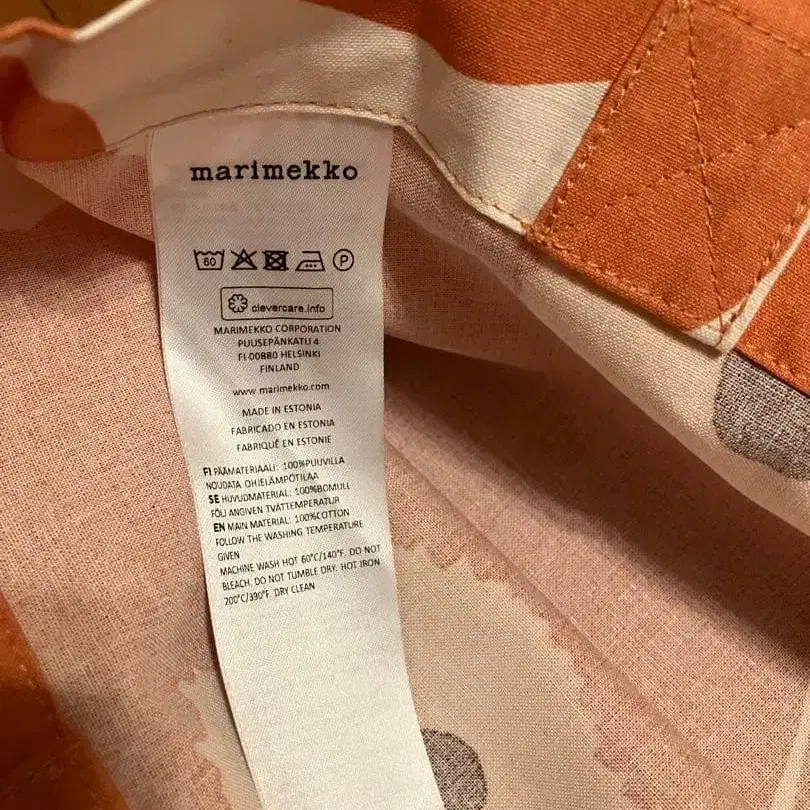 marimekko
60 P
clevercare.info
MARIMEKKO CORPORATION
PUUSEPÄNKATU 4
FI-00880 HELSINKI
FINLAND
www.marimekko.com
MADE IN ESTONIA
FABRICADO EN ESTONIA
FABRIQUÉ EN ESTONIE
FI PÄÄMATERIAALI: 100%PUUVILLA
NOUDATA OHJELÄMPÖTILAA
SE HUVUDMATERIAL: 100%BOMULL
FÖLJ ANGIVEN TVÄTTEMPERATUR
EN MAIN MATERIAL: 100%COTTON
FOLLOW THE WASHING TEMPERATURE
GIVEN
MACHINE WASH HOT 60°C/140°F. DO NOT
BLEACH. DO NOT TUMBLE DRY. HOT IRON
200°C/390°F. DRY CLEAN